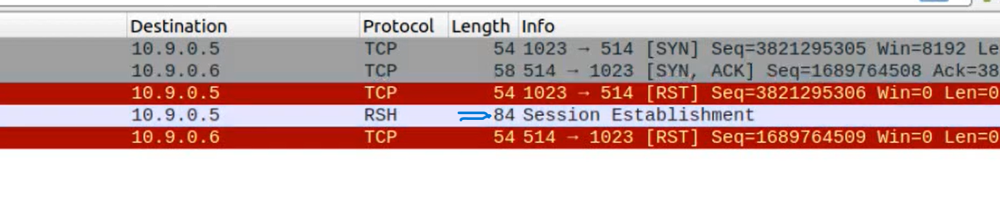 Destination Protocol Length Info
10.9.0.5 TCP 54 1023 → 514 [SYN] Seq=3821295305 Win=8192 Le
10.9.0.6 TCP 58 514 → 1023 [SYN, ACK] Seq=1689764508 Ack=38
10.9.0.5 TCP 54 1023 → 514 [RST] Seq=3821295306 Win=0 Len=0
10.9.0.5 RSH 84 Session Establishment
10.9.0.6 TCP 54 514 → 1023 [RST] Seq=1689764509 Win=0 Len=0